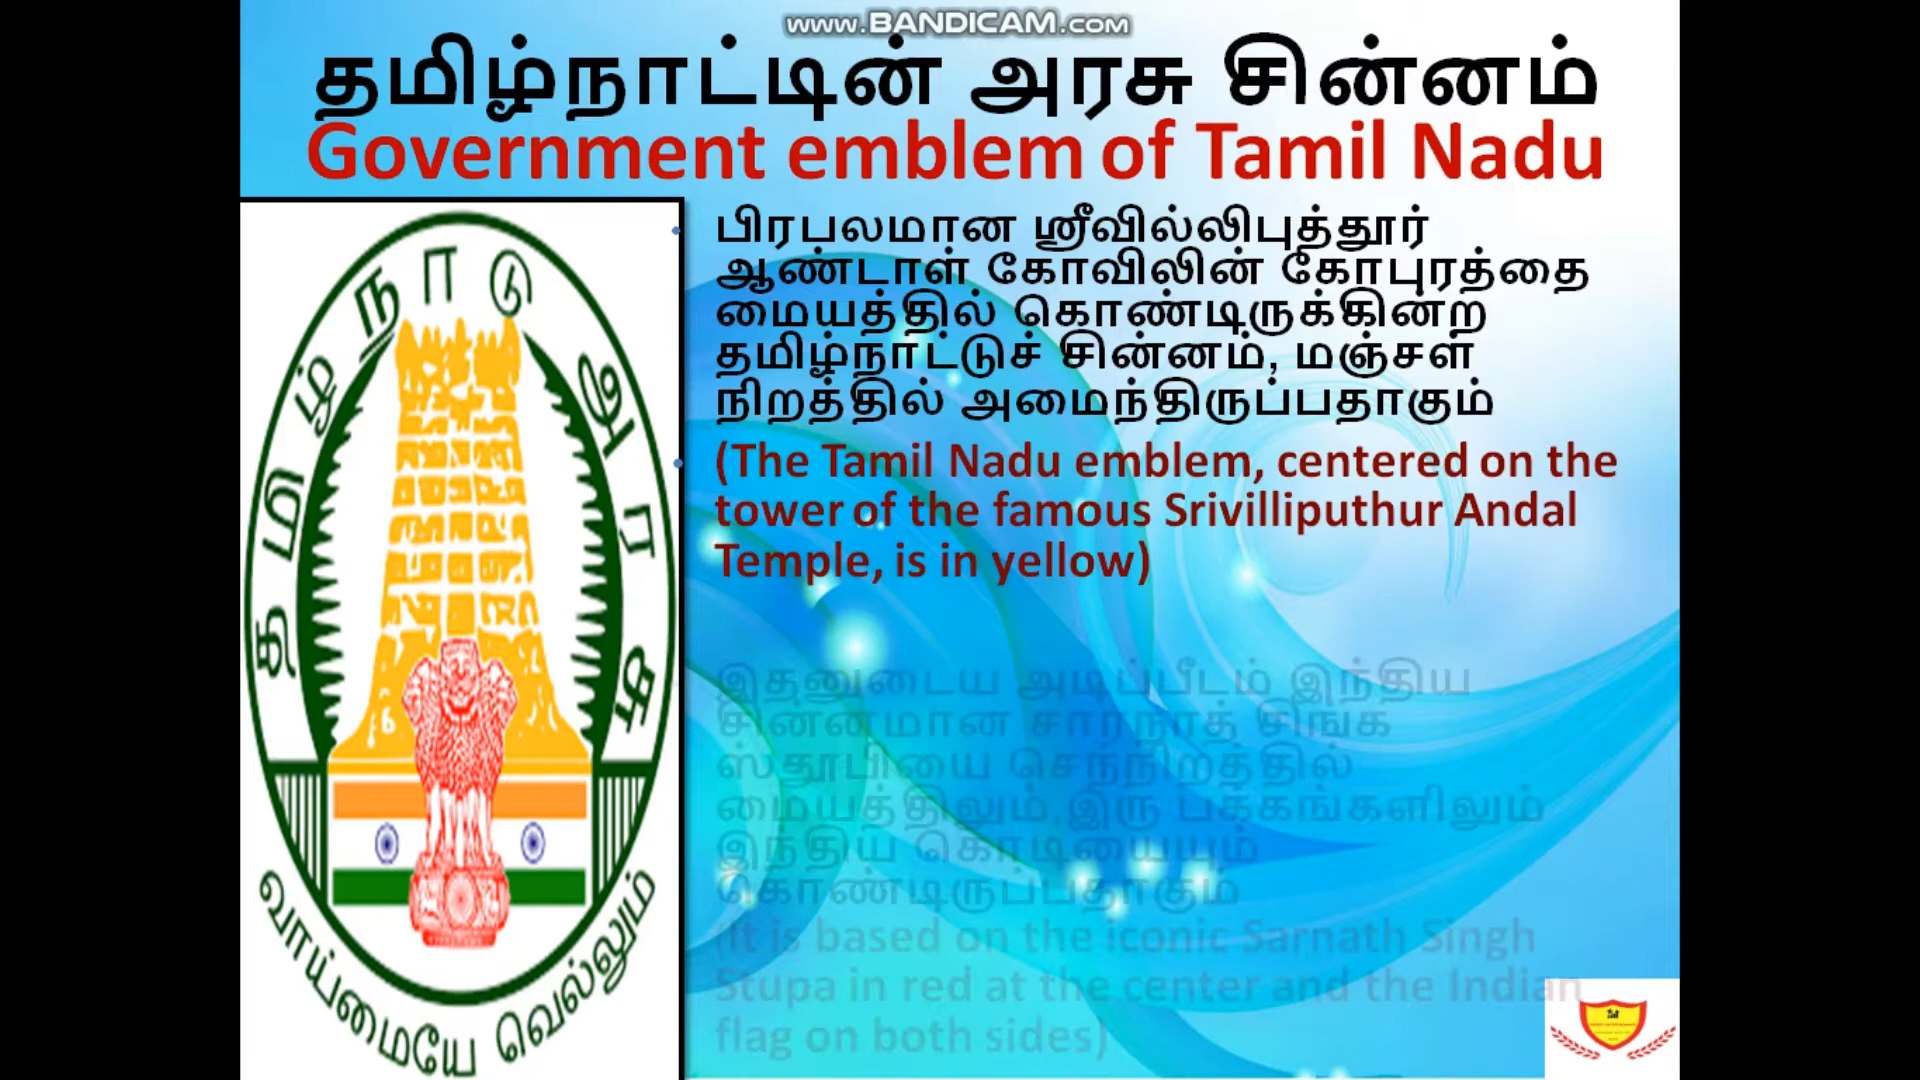 www.BANDICAM.com
தமிழ்நாட்டின் அரசு சின்னம்
Government emblem of Tamil Nadu
தமிழ்நாடு அரசு
வாய்மையே வெல்லும்
பிரபலமான ஸ்ரீவில்லிபுத்தூர்
ஆண்டாள் கோவிலின் கோபுரத்தை
மையத்தில் கொண்டிருக்கின்ற
தமிழ்நாட்டுச் சின்னம், மஞ்சள்
நிறத்தில் அமைந்திருப்பதாகும்
(The Tamil Nadu emblem, centered on the
tower of the famous Srivilliputhur Andal
Temple, is in yellow)
இதனுடைய அடிப்பீடம் இந்திய
சின்னமான சாரநாத் சிங்க
ஸ்தூபியை செந்நிறத்தில்
மையத்திலும்,இரு பக்கங்களிலும்
இந்திய கொடியையும்
கொண்டிருப்பதாகும்
(It is based on the iconic Sarnath Singh
Stupa in red at the center and the Indian
flag on both sides)